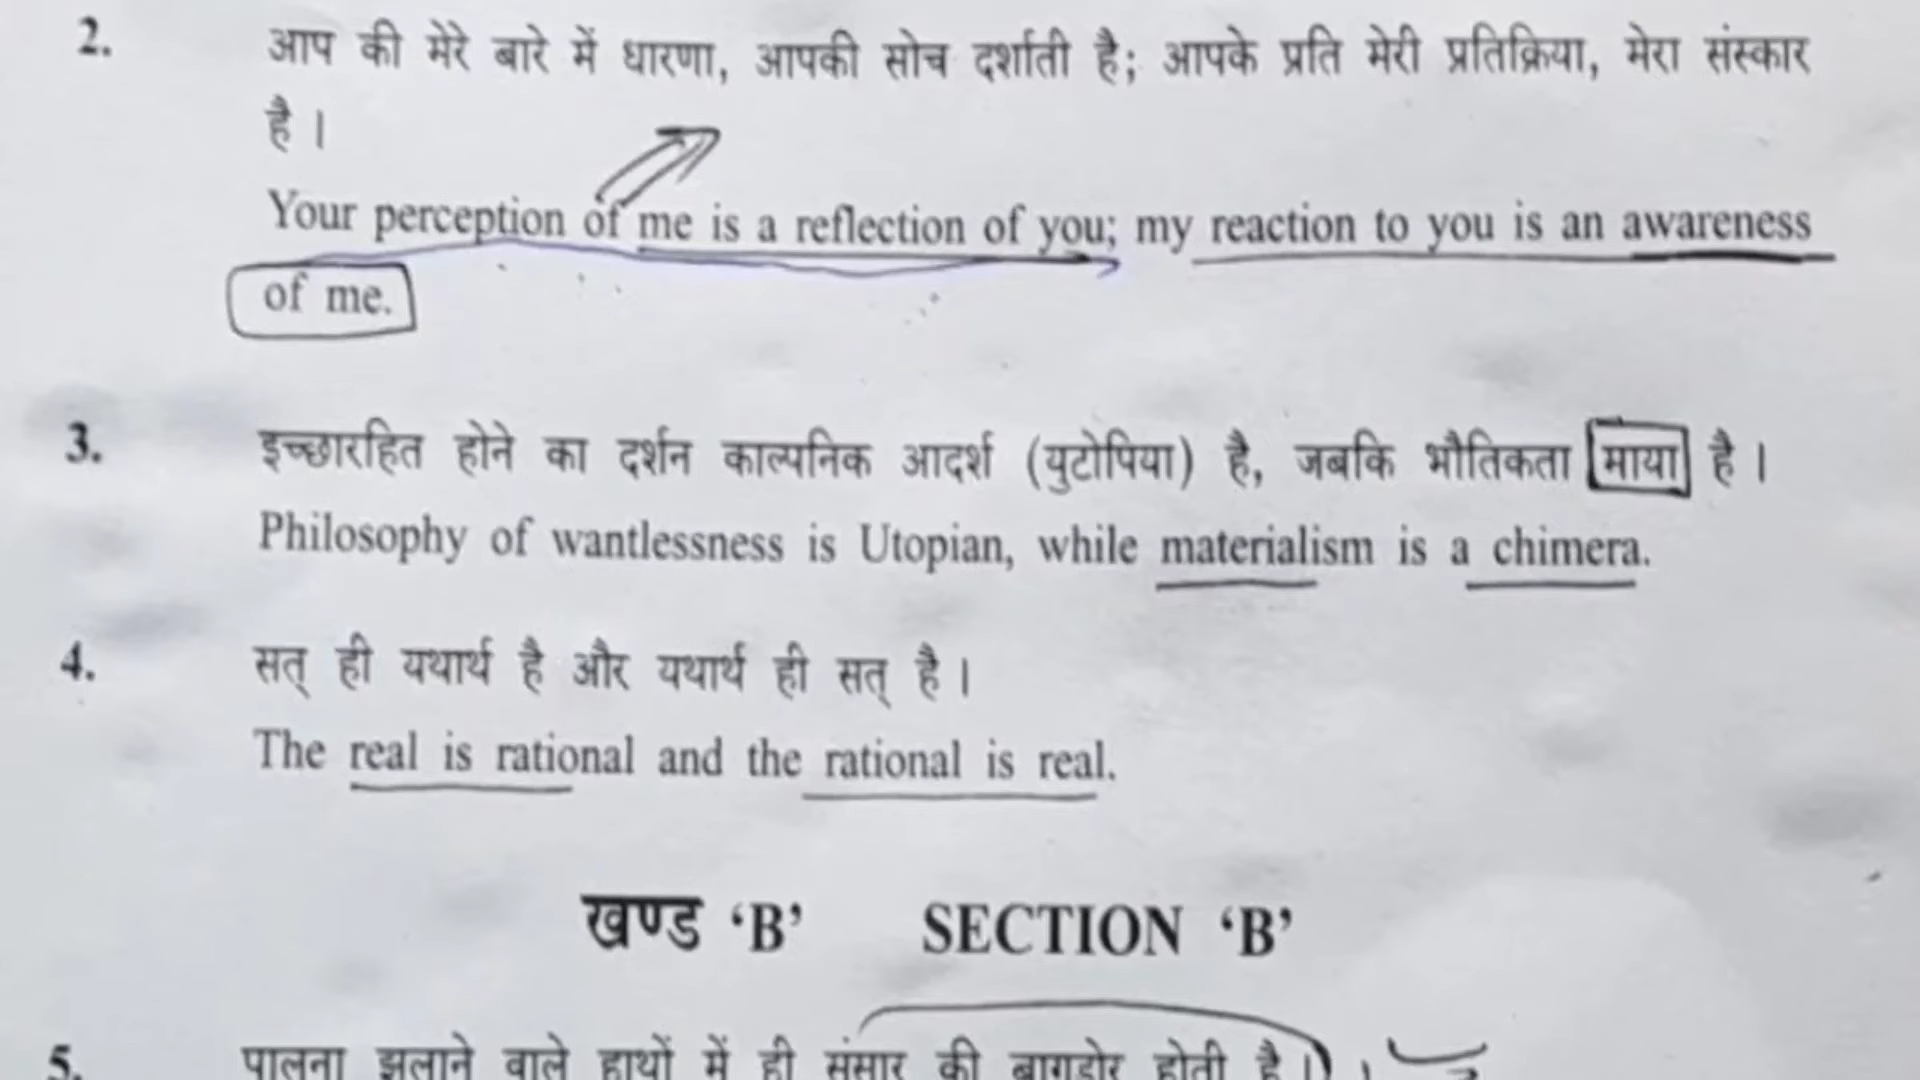 2. आप की मेरे बारे में धारणा, आपकी सोच दर्शाती है; आपके प्रति मेरी प्रतिक्रिया, मेरा संस्कार
है ।
Your perception of me is a reflection of you; my reaction to you is an awareness
of me.
3. इच्छारहित होने का दर्शन काल्पनिक आदर्श (युटोपिया) है, जबकि भौतिकता माया है ।
Philosophy of wantlessness is Utopian, while materialism is a chimera.
4. सत् ही यथार्थ है और यथार्थ ही सत् है ।
The real is rational and the rational is real.
खण्ड ‘B’ SECTION ‘B’
5. पालना झुलाने वाले हाथों में ही संसार की बागडोर होती है ।